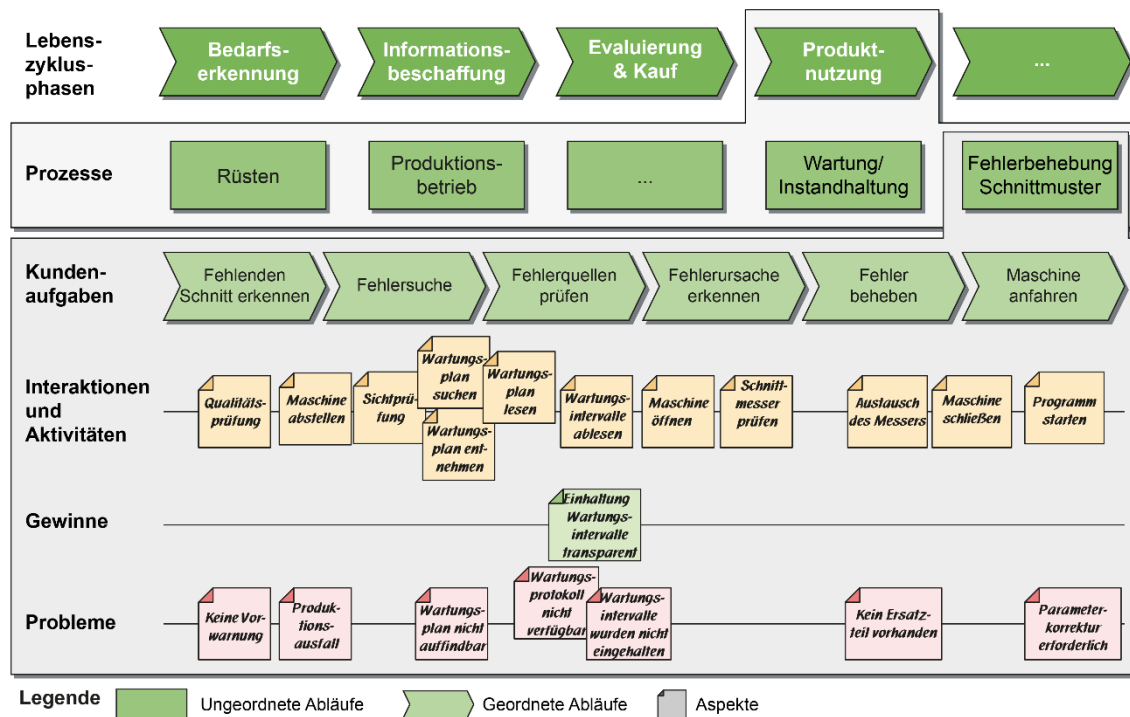 Lebens-
zyklus-
phasen
Bedarfs-
erkennung
Informations-
beschaffung
Evaluierung
& Kauf
Produkt-
nutzung
...
Prozesse
Rüsten
Produktions-
betrieb
...
Wartung/
Instandhaltung
Fehlerbehebung
Schnittmuster
Kunden-
aufgaben
Fehlenden
Schnitt erkennen
Fehlersuche
Fehlerquellen
prüfen
Fehlerursache
erkennen
Fehler
beheben
Maschine
anfahren
Interaktionen
und
Aktivitäten
Qualitäts-
prüfung
Maschine
abstellen
Sichtprü-
fung
Wartungs-
plan
suchen
Wartungs-
plan ent-
nehmen
Wartungs-
plan
lesen
Wartungs-
intervalle
ablesen
Maschine
öffnen
Schnitt-
messer
prüfen
Austausch
des Messers
Maschine
schließen
Programm
starten
Gewinne
Einhaltung
Wartungs-
intervalle
transparent
Probleme
Keine Vor-
warnung
Produk-
tions-
ausfall
Wartungs-
plan nicht
auffindbar
Wartungs-
protokoll
nicht
verfügbar
Wartungs-
intervalle
wurden nicht
eingehalten
Kein Ersatz-
teil vorhanden
Parameter-
korrektur
erforderlich
Legende
Ungeordnete Abläufe
Geordnete Abläufe
Aspekte